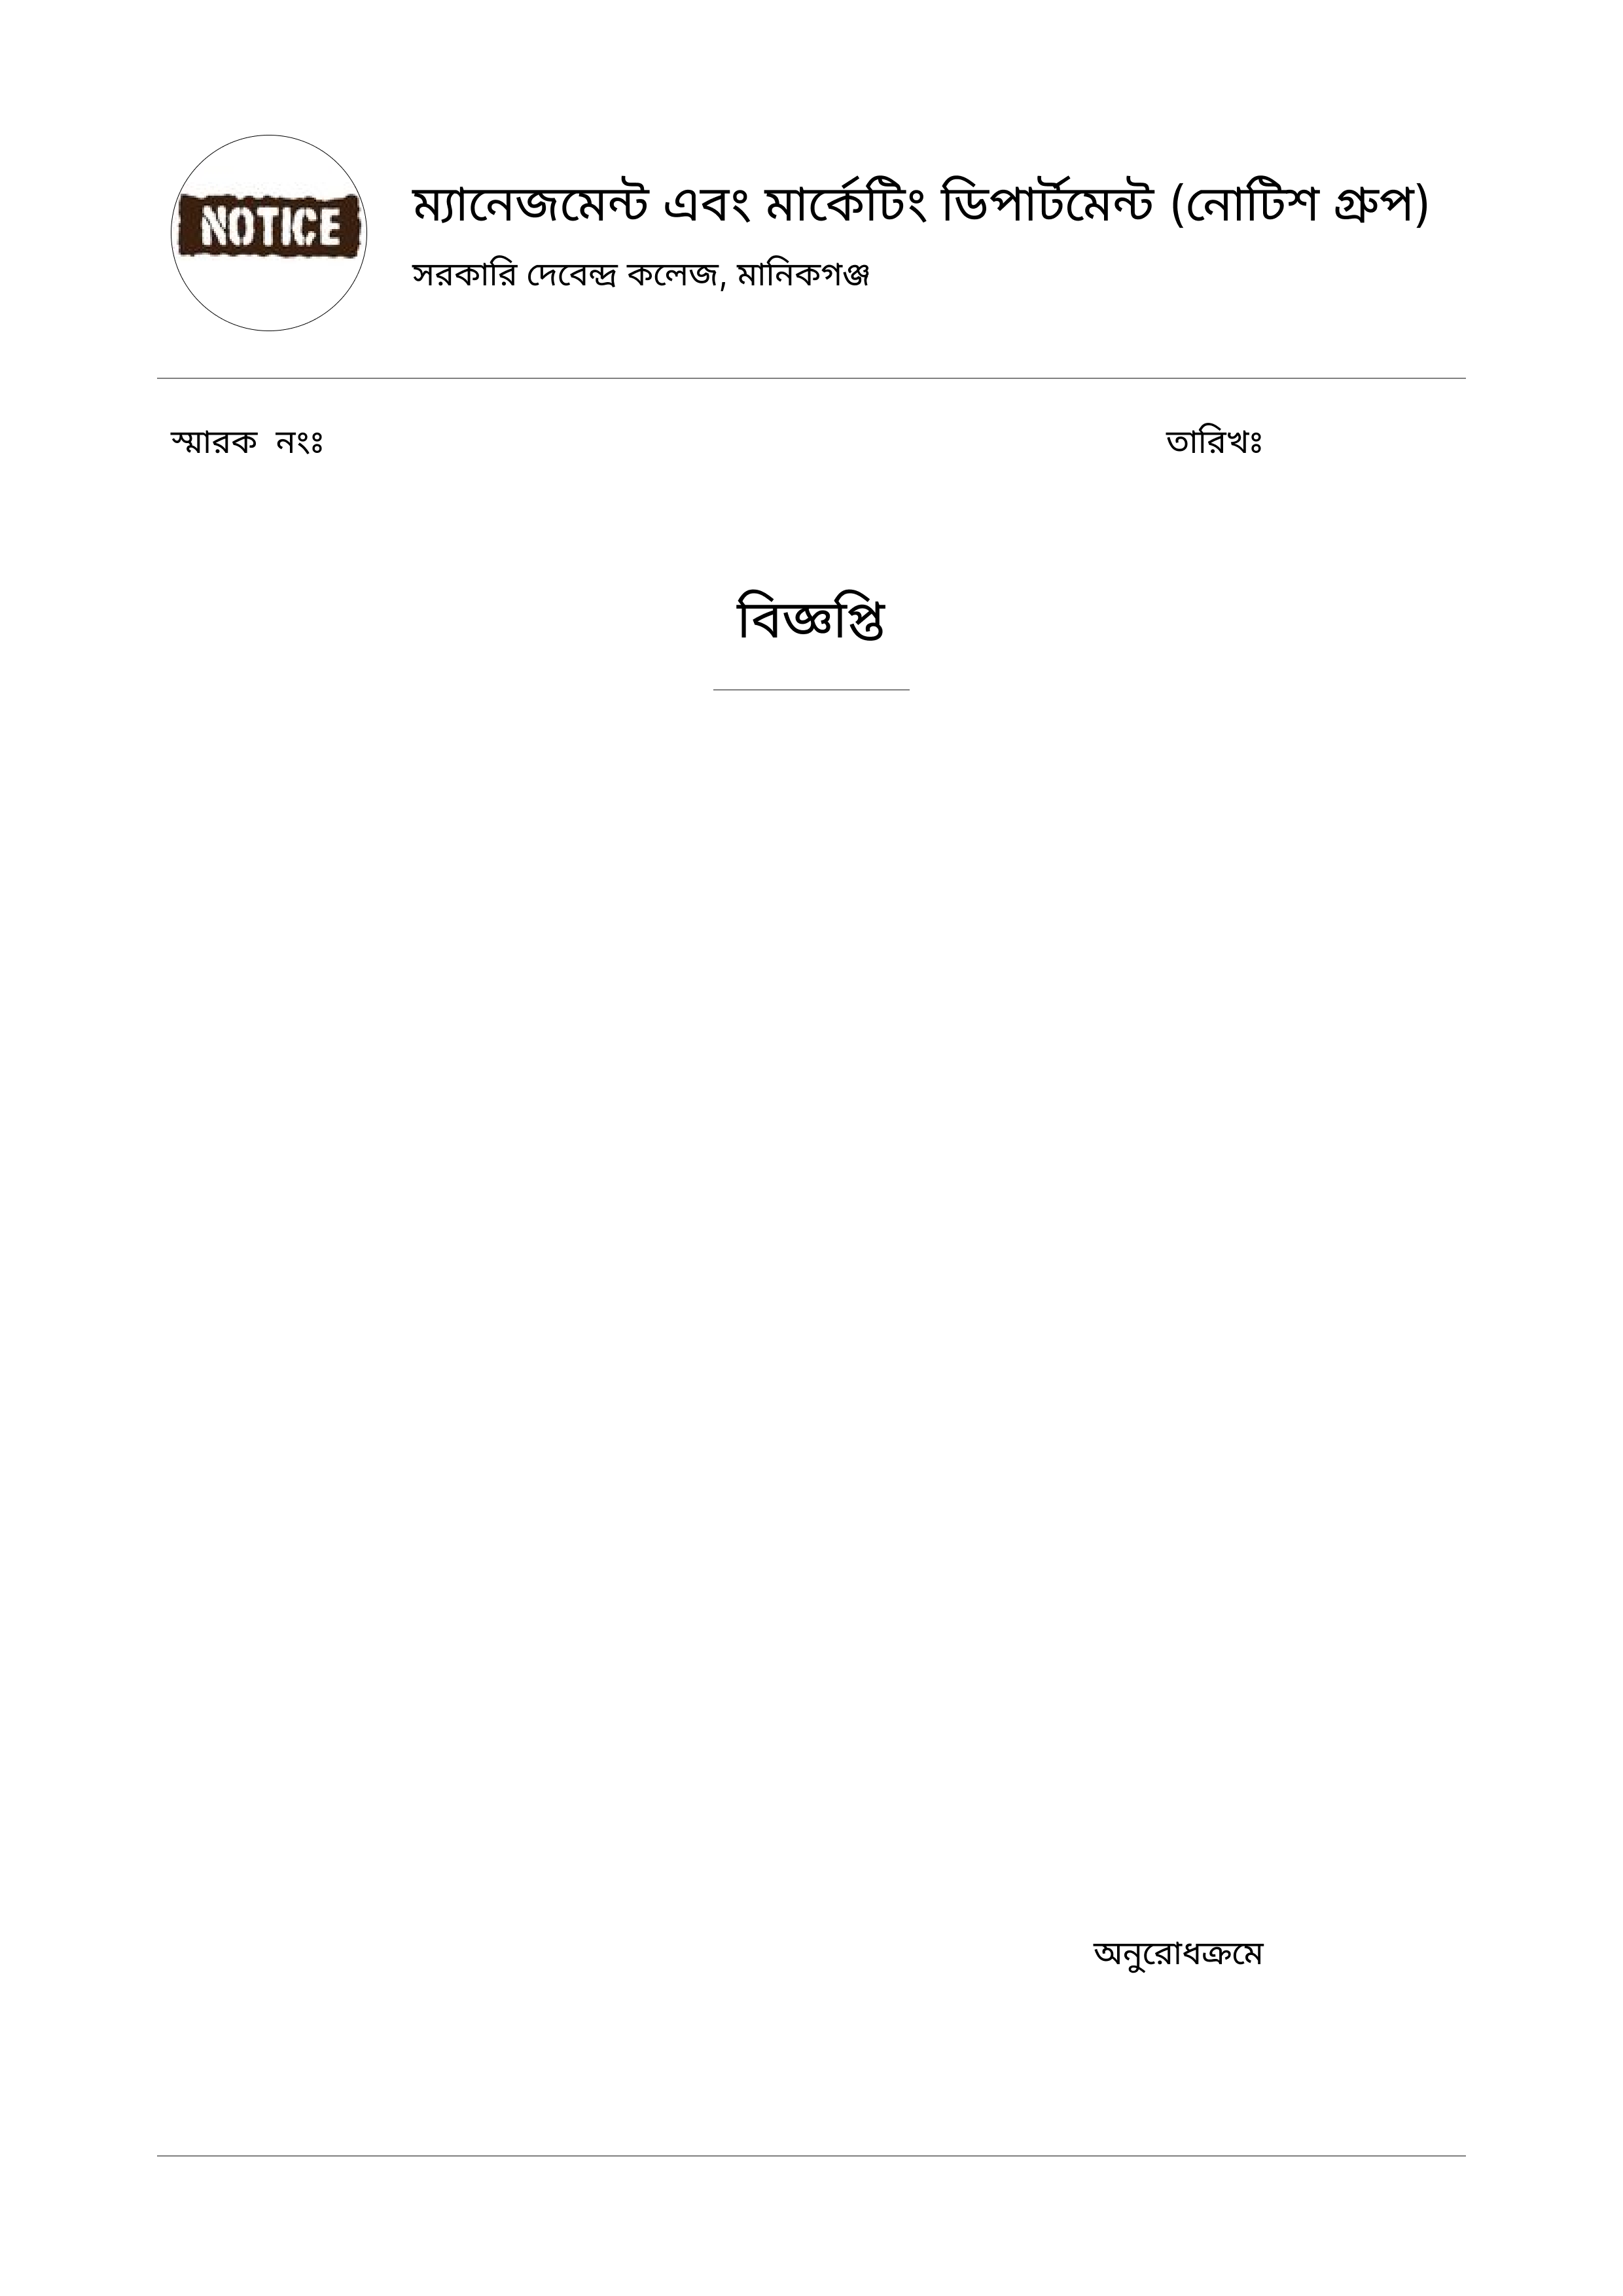 NOTICE
ম্যানেজমেন্ট এবং মার্কেটিং ডিপার্টমেন্ট (নোটিশ গ্রুপ)
সরকারি দেবেন্দ্র কলেজ, মানিকগঞ্জ
স্মারক নংঃ তারিখঃ
বিজ্ঞপ্তি
অনুরোধক্রমে